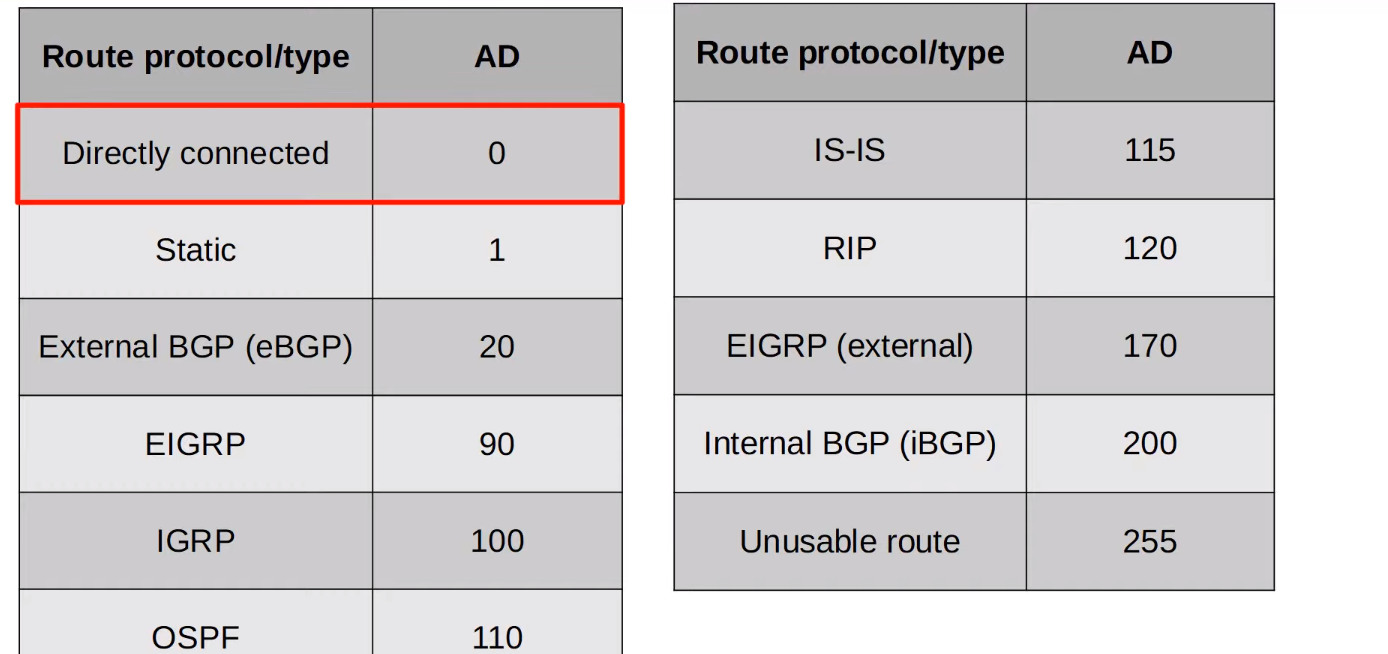 Route protocol/type AD
Directly connected 0
Static 1
External BGP (eBGP) 20
EIGRP 90
IGRP 100
OSPF 110
Route protocol/type AD
IS-IS 115
RIP 120
EIGRP (external) 170
Internal BGP (iBGP) 200
Unusable route 255